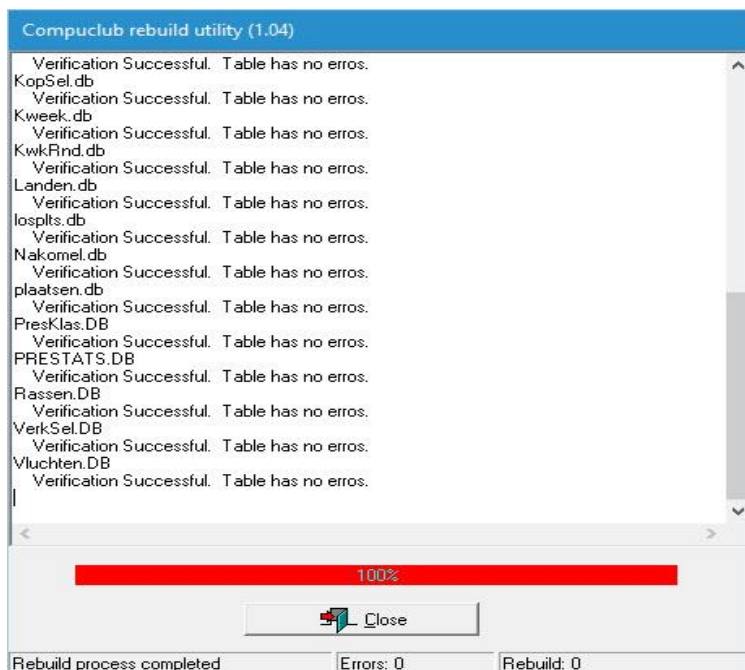 Compuclub rebuild utility (1.04)
Verification Successful. Table has no erros.
KopSel.db
Verification Successful. Table has no erros.
Kweek.db
Verification Successful. Table has no erros.
KwkRnd.db
Verification Successful. Table has no erros.
Landen.db
Verification Successful. Table has no erros.
losplts.db
Verification Successful. Table has no erros.
Nakomel.db
Verification Successful. Table has no erros.
plaatsen.db
Verification Successful. Table has no erros.
PresKlas.DB
Verification Successful. Table has no erros.
PRESTATS.DB
Verification Successful. Table has no erros.
Rassen.DB
Verification Successful. Table has no erros.
VerkSel.DB
Verification Successful. Table has no erros.
Vluchten.DB
Verification Successful. Table has no erros.
100%
Close
Rebuild process completed Errors: 0 Rebuild: 0